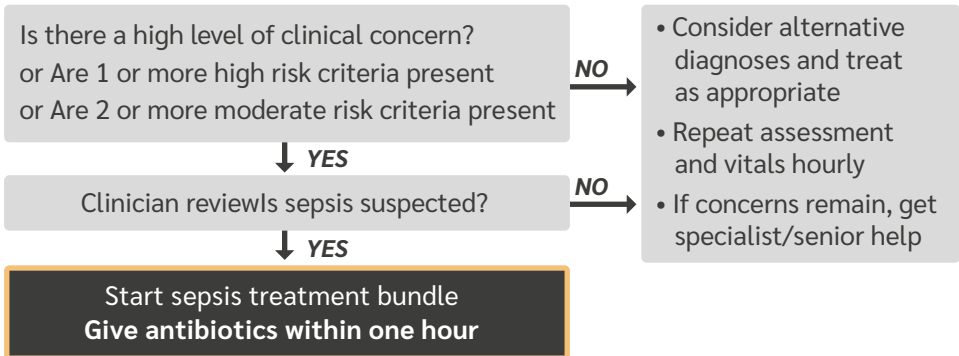 Is there a high level of clinical concern?
or Are 1 or more high risk criteria present
or Are 2 or more moderate risk criteria present
NO
• Consider alternative
diagnoses and treat
as appropriate
• Repeat assessment
and vitals hourly
• If concerns remain, get
specialist/senior help
YES
Clinician reviewIs sepsis suspected?
NO
YES
Start sepsis treatment bundle
Give antibiotics within one hour